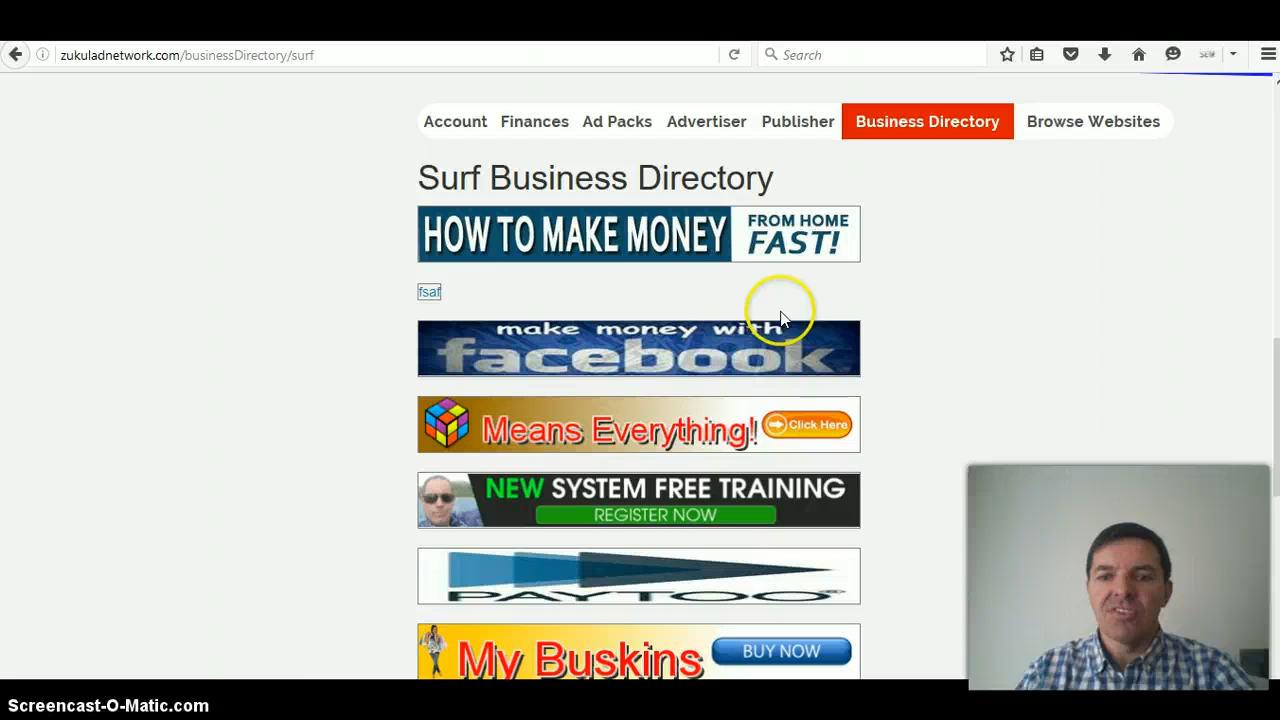 zukuladnetwork.com/businessDirectory/surf
Search
Account Finances Ad Packs Advertiser Publisher Business Directory Browse Websites
Surf Business Directory
HOW TO MAKE MONEY FROM HOME FAST!
fsaf
make money with
facebook
Means Everything! Click Here
NEW SYSTEM FREE TRAINING
REGISTER NOW
PAYTOO®
My Buskins BUY NOW
Screencast-O-Matic.com